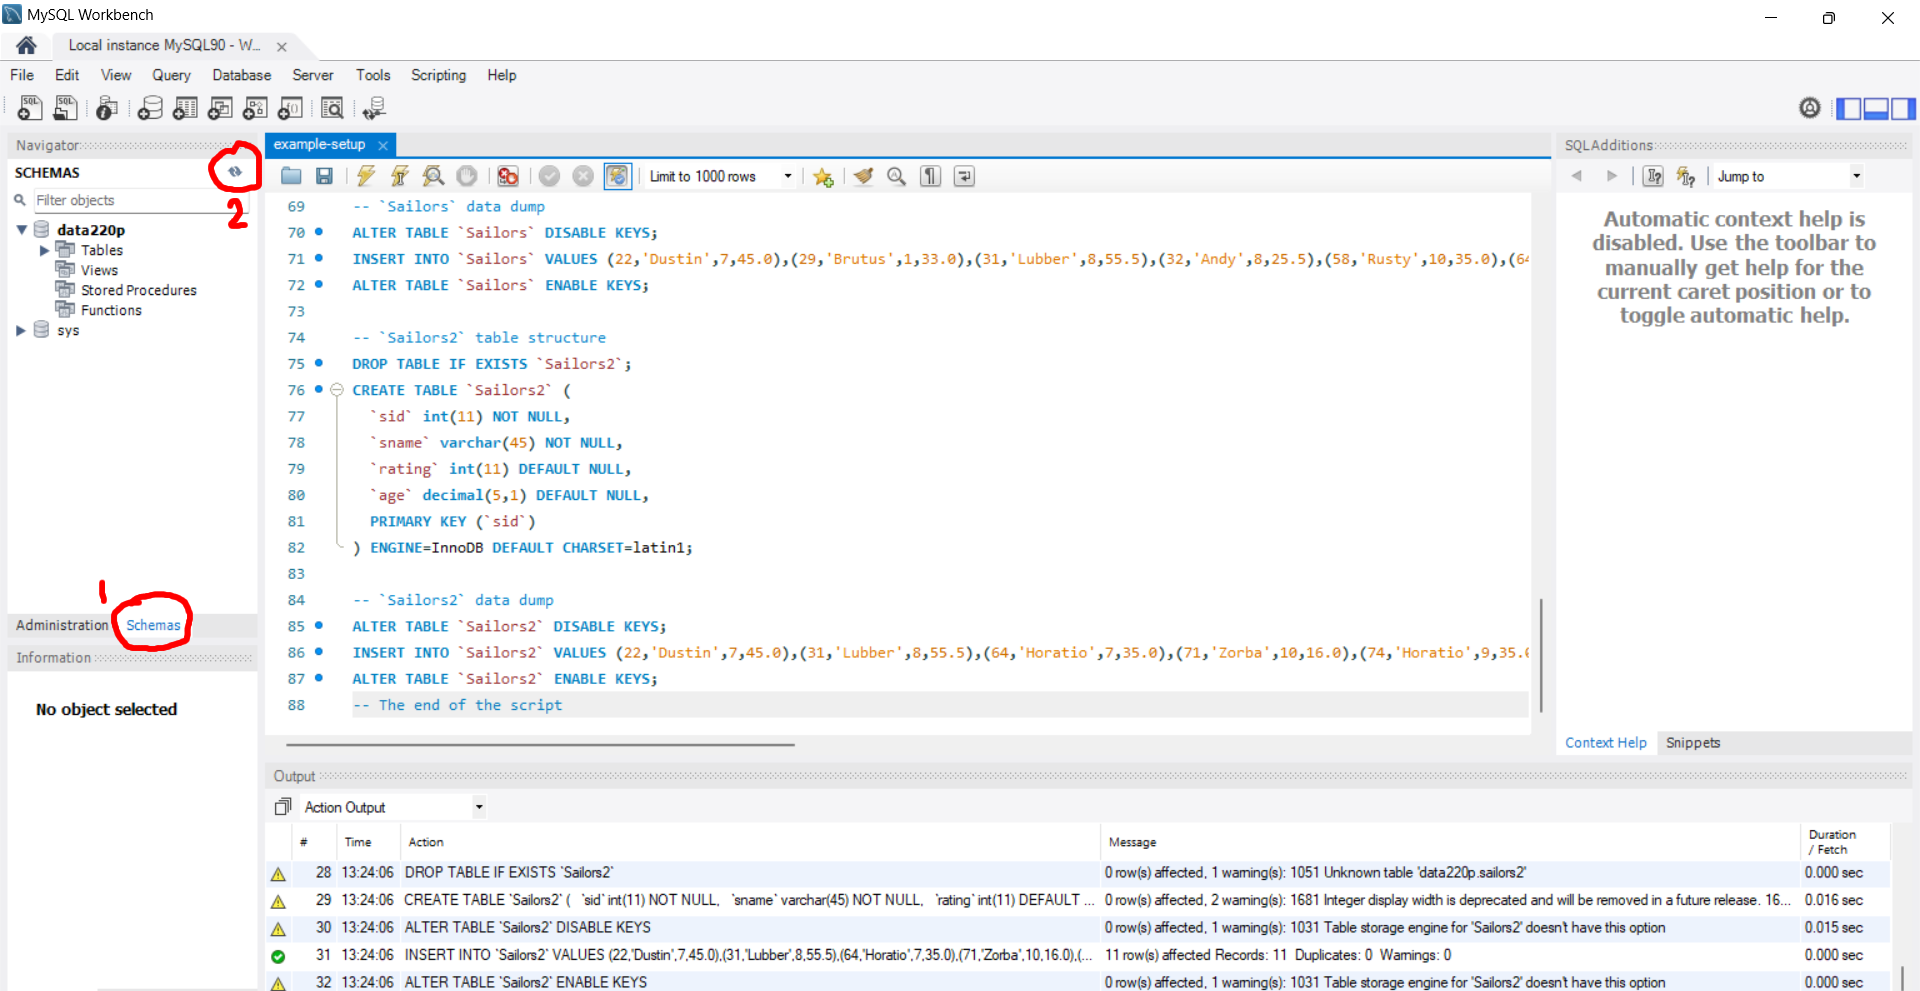 MySQL Workbench
Local instance MySQL90 - W...
File Edit View Query Database Server Tools Scripting Help
Navigator
SCHEMAS
Filter objects
2
data220p
Tables
Views
Stored Procedures
Functions
sys
1
Administration Schemas
Information
No object selected
example-setup
Limit to 1000 rows
69 -- `Sailors` data dump
70 ALTER TABLE `Sailors` DISABLE KEYS;
71 INSERT INTO `Sailors` VALUES (22,'Dustin',7,45.0),(29,'Brutus',1,33.0),(31,'Lubber',8,55.5),(32,'Andy',8,25.5),(58,'Rusty',10,35.0),(64
72 ALTER TABLE `Sailors` ENABLE KEYS;
73
74 -- `Sailors2` table structure
75 DROP TABLE IF EXISTS `Sailors2`;
76 CREATE TABLE `Sailors2` (
77 `sid` int(11) NOT NULL,
78 `sname` varchar(45) NOT NULL,
79 `rating` int(11) DEFAULT NULL,
80 `age` decimal(5,1) DEFAULT NULL,
81 PRIMARY KEY (`sid`)
82 ) ENGINE=InnoDB DEFAULT CHARSET=latin1;
83
84 -- `Sailors2` data dump
85 ALTER TABLE `Sailors2` DISABLE KEYS;
86 INSERT INTO `Sailors2` VALUES (22,'Dustin',7,45.0),(31,'Lubber',8,55.5),(64,'Horatio',7,35.0),(71,'Zorba',10,16.0),(74,'Horatio',9,35.0
87 ALTER TABLE `Sailors2` ENABLE KEYS;
88 -- The end of the script
SQLAdditions
Jump to
Automatic context help is
disabled. Use the toolbar to
manually get help for the
current caret position or to
toggle automatic help.
Context Help Snippets
Output
Action Output
# Time Action Message Duration / Fetch
28 13:24:06 DROP TABLE IF EXISTS `Sailors2` 0 row(s) affected, 1 warning(s): 1051 Unknown table 'data220p.sailors2' 0.000 sec
29 13:24:06 CREATE TABLE `Sailors2` ( `sid` int(11) NOT NULL, `sname` varchar(45) NOT NULL, `rating` int(11) DEFAULT ... 0 row(s) affected, 2 warning(s): 1681 Integer display width is deprecated and will be removed in a future release. 16... 0.016 sec
30 13:24:06 ALTER TABLE `Sailors2` DISABLE KEYS 0 row(s) affected, 1 warning(s): 1031 Table storage engine for 'Sailors2' doesn't have this option 0.015 sec
31 13:24:06 INSERT INTO `Sailors2` VALUES (22,'Dustin',7,45.0),(31,'Lubber',8,55.5),(64,'Horatio',7,35.0),(71,'Zorba',10,16.0),(... 11 row(s) affected Records: 11 Duplicates: 0 Warnings: 0 0.000 sec
32 13:24:06 ALTER TABLE `Sailors2` ENABLE KEYS 0 row(s) affected, 1 warning(s): 1031 Table storage engine for 'Sailors2' doesn't have this option 0.000 sec